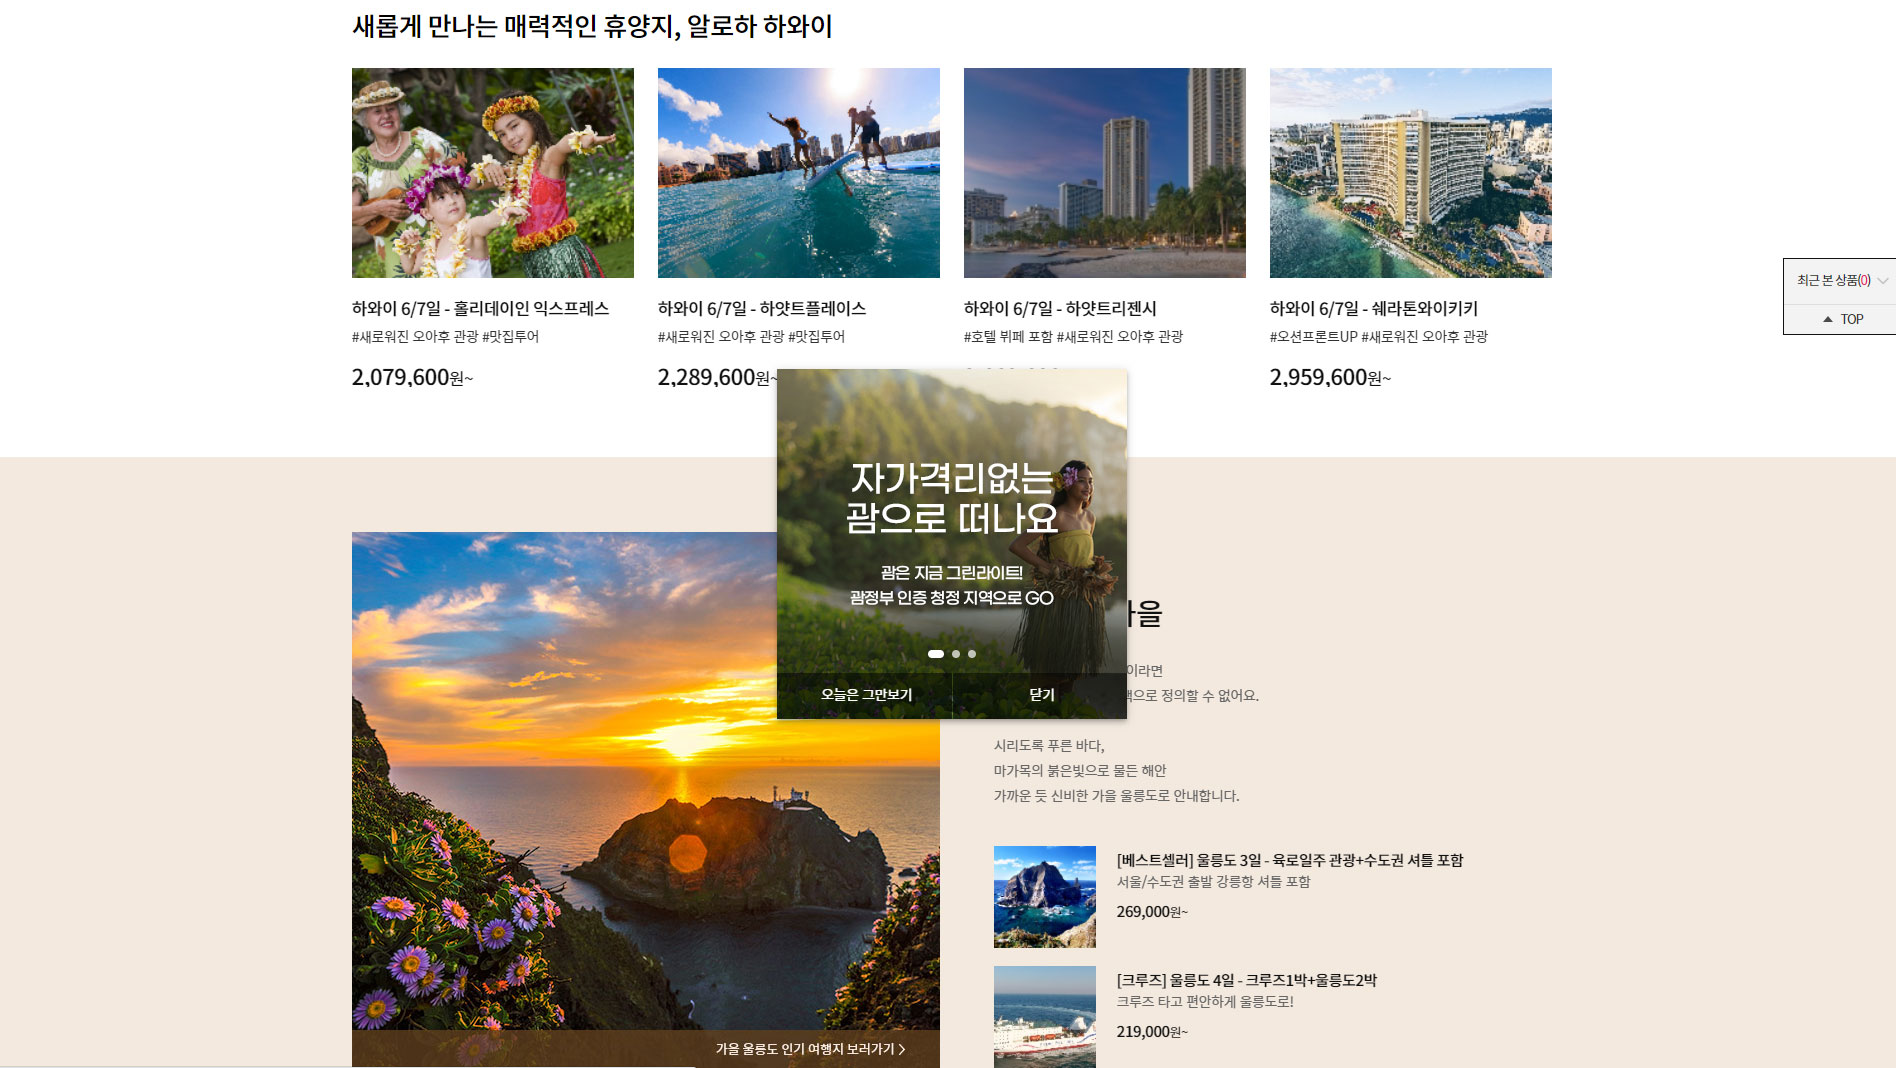 새롭게 만나는 매력적인 휴양지, 알로하 하와이
하와이 6/7일 - 홀리데이인 익스프레스
#새로워진 오아후 관광 #맛집투어
2,079,600원~
하와이 6/7일 - 하얏트플레이스
#새로워진 오아후 관광 #맛집투어
2,289,600원~
하와이 6/7일 - 하얏트리젠시
#호텔 뷔페 포함 #새로워진 오아후 관광
하와이 6/7일 - 쉐라톤와이키키
#오션프론트UP #새로워진 오아후 관광
2,959,600원~
최근 본 상품(0)
TOP
자가격리없는
괌으로 떠나요
괌은 지금 그린라이트!
괌정부 인증 청정 지역으로 GO
오늘은 그만보기
닫기
가을
이라면
색으로 정의할 수 없어요.
시리도록 푸른 바다,
마가목의 붉은빛으로 물든 해안
가까운 듯 신비한 가을 울릉도로 안내합니다.
[베스트셀러] 울릉도 3일 - 육로일주 관광+수도권 셔틀 포함
서울/수도권 출발 강릉항 셔틀 포함
269,000원~
[크루즈] 울릉도 4일 - 크루즈1박+울릉도2박
크루즈 타고 편안하게 울릉도로!
219,000원~
가을 울릉도 인기 여행지 보러가기 >